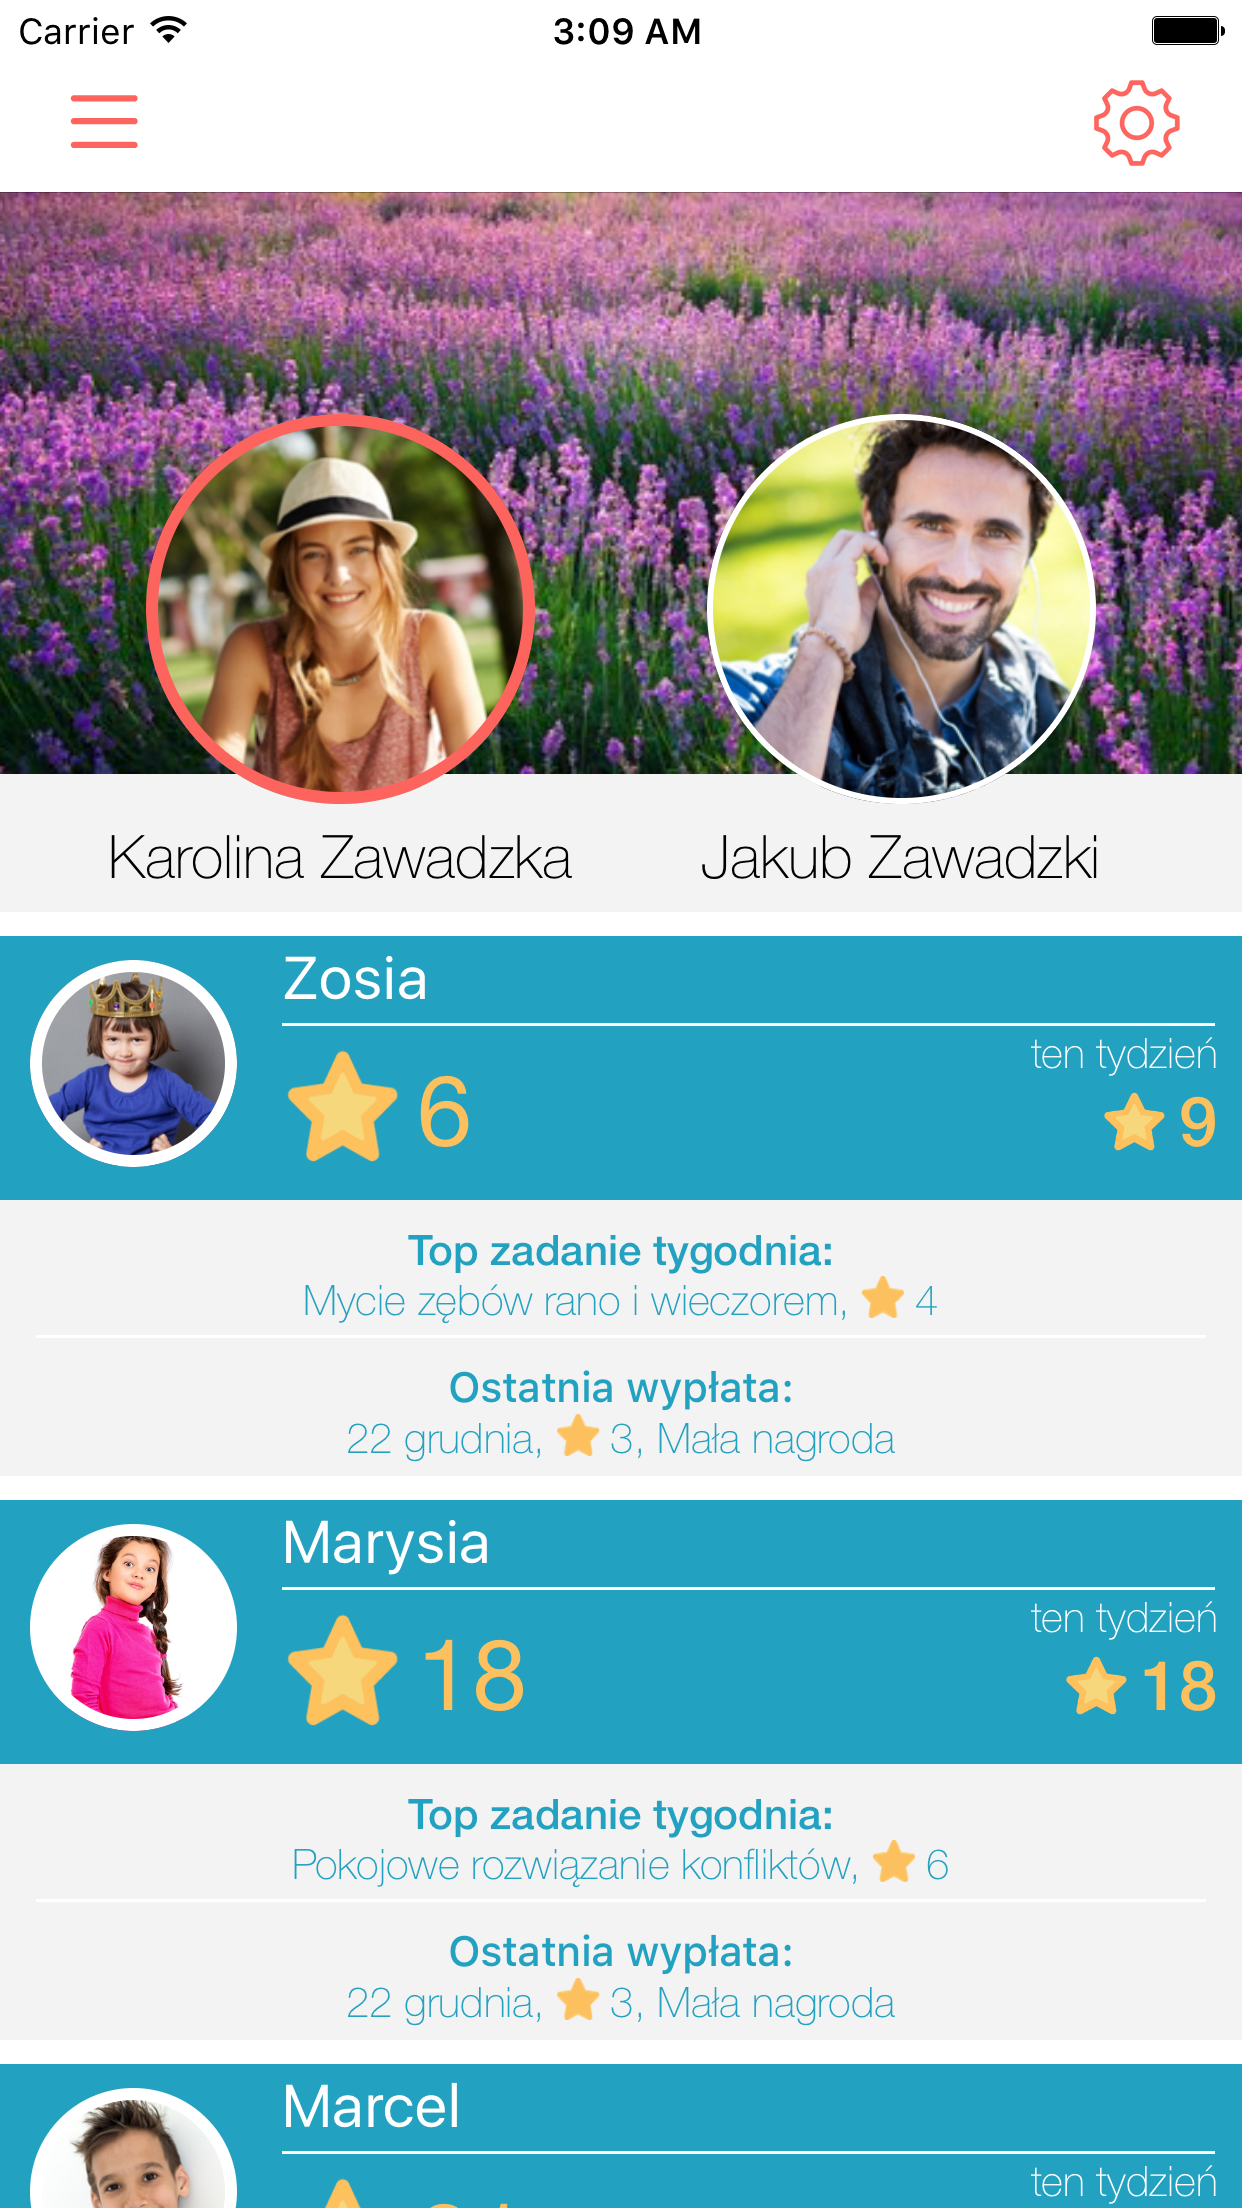 Carrier 3:09 AM
Karolina Zawadzka Jakub Zawadzki
Zosia
ten tydzień
6 9
Top zadanie tygodnia:
Mycie zębów rano i wieczorem, 4
Ostatnia wypłata:
22 grudnia, 3, Mała nagroda
Marysia
ten tydzień
18 18
Top zadanie tygodnia:
Pokojowe rozwiązanie konfliktów, 6
Ostatnia wypłata:
22 grudnia, 3, Mała nagroda
Marcel
ten tydzień